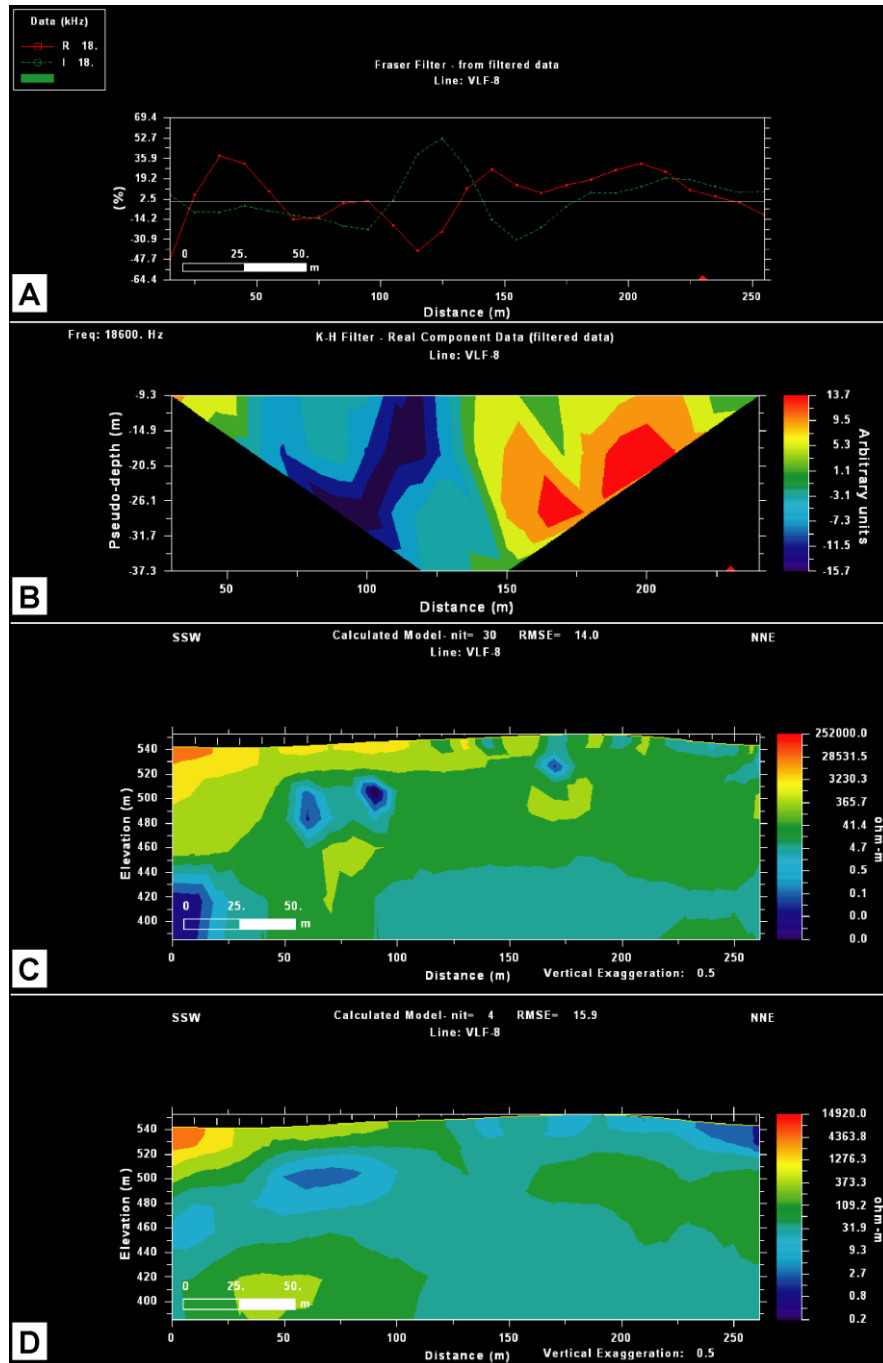 Data (kHz)
R 18.
I 18.
Fraser Filter - from filtered data
Line: VLF-8
69.4
52.7
35.9
19.2
2.5
-14.2
-30.9
-47.7
-64.4
(%)
0 25. 50.
m
50 100 150 200 250
Distance (m)
A
Freq: 18600. Hz
K-H Filter - Real Component Data (filtered data)
Line: VLF-8
-9.3
-14.9
-20.5
-26.1
-31.7
-37.3
Pseudo-depth (m)
13.7
9.5
5.3
1.1
-3.1
-7.3
-11.5
-15.7
Arbitrary units
50 100 150 200
Distance (m)
B
SSW
Calculated Model- nit= 30 RMSE= 14.0
NNE
Line: VLF-8
540
520
500
480
460
440
420
400
Elevation (m)
252000.0
28531.5
3230.3
365.7
41.4
4.7
0.5
0.1
0.0
0.0
ohm-m
0 25. 50.
m
0 50 100 150 200 250
Distance (m)
Vertical Exaggeration: 0.5
C
SSW
Calculated Model- nit= 4 RMSE= 15.9
NNE
Line: VLF-8
540
520
500
480
460
440
420
400
Elevation (m)
14920.0
4363.8
1276.3
373.3
109.2
31.9
9.3
2.7
0.8
0.2
ohm-m
0 25. 50.
m
0 50 100 150 200 250
Distance (m)
Vertical Exaggeration: 0.5
D